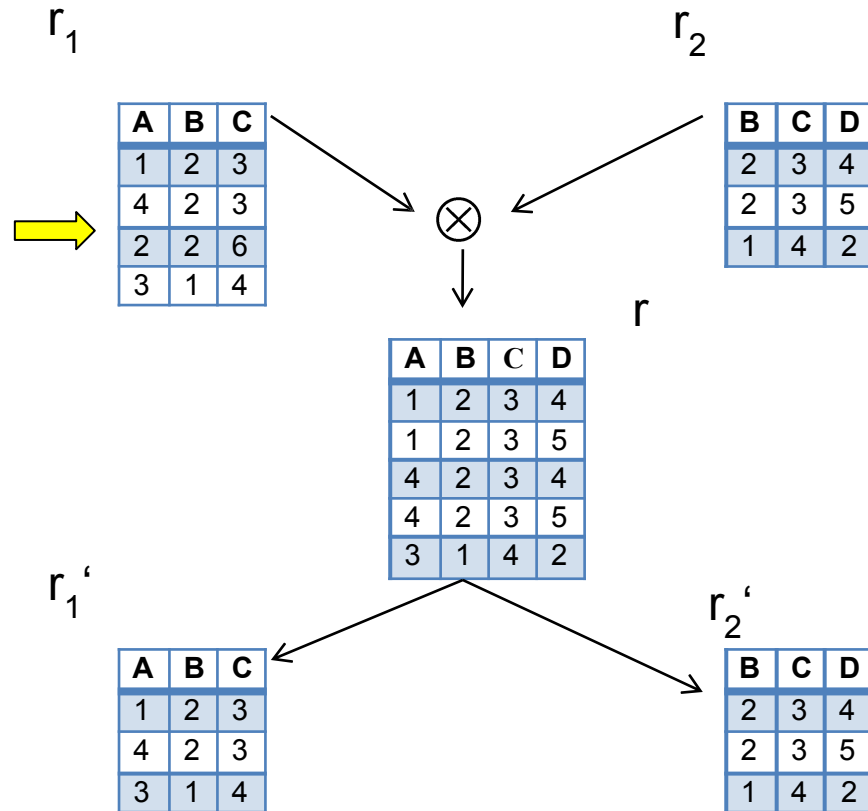 r1
r2
A B C
1 2 3
4 2 3
2 2 6
3 1 4
B C D
2 3 4
2 3 5
1 4 2
r
A B C D
1 2 3 4
1 2 3 5
4 2 3 4
4 2 3 5
3 1 4 2
r1‘
r2‘
A B C
1 2 3
4 2 3
3 1 4
B C D
2 3 4
2 3 5
1 4 2